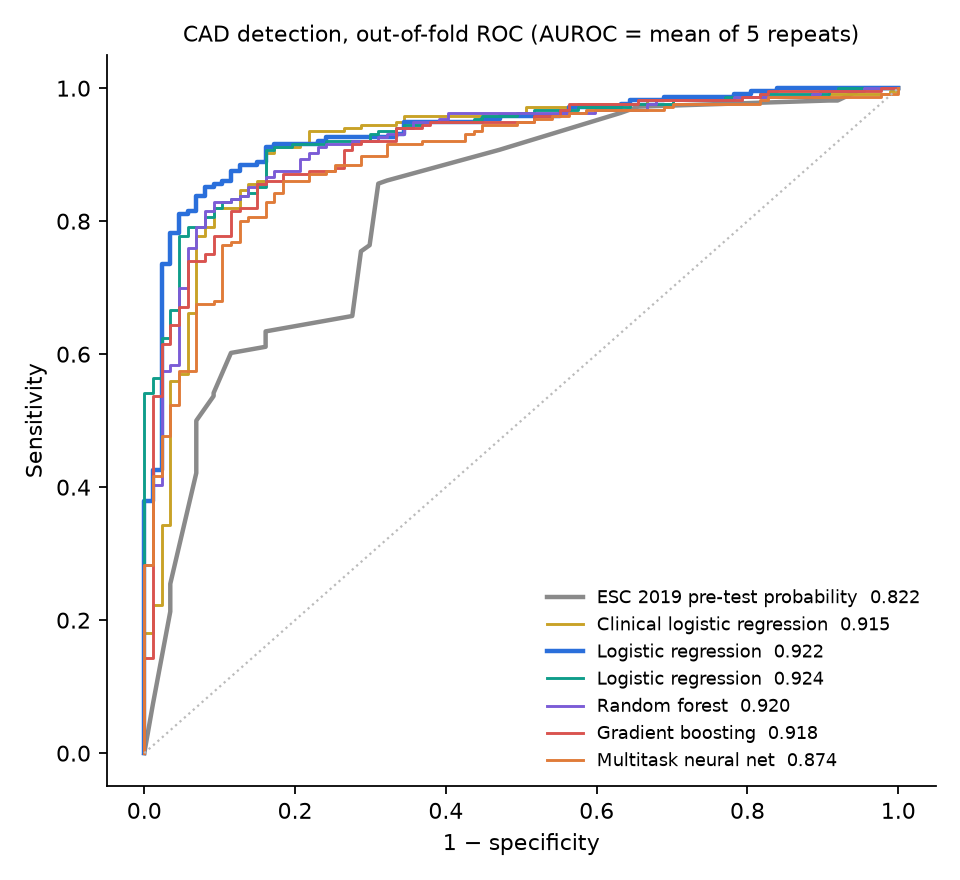 CAD detection, out-of-fold ROC (AUROC = mean of 5 repeats)
1.0
0.8
0.6
0.4
0.2
0.0
Sensitivity
ESC 2019 pre-test probability 0.822
Clinical logistic regression 0.915
Logistic regression 0.922
Logistic regression 0.924
Random forest 0.920
Gradient boosting 0.918
Multitask neural net 0.874
0.0 0.2 0.4 0.6 0.8 1.0
1 − specificity